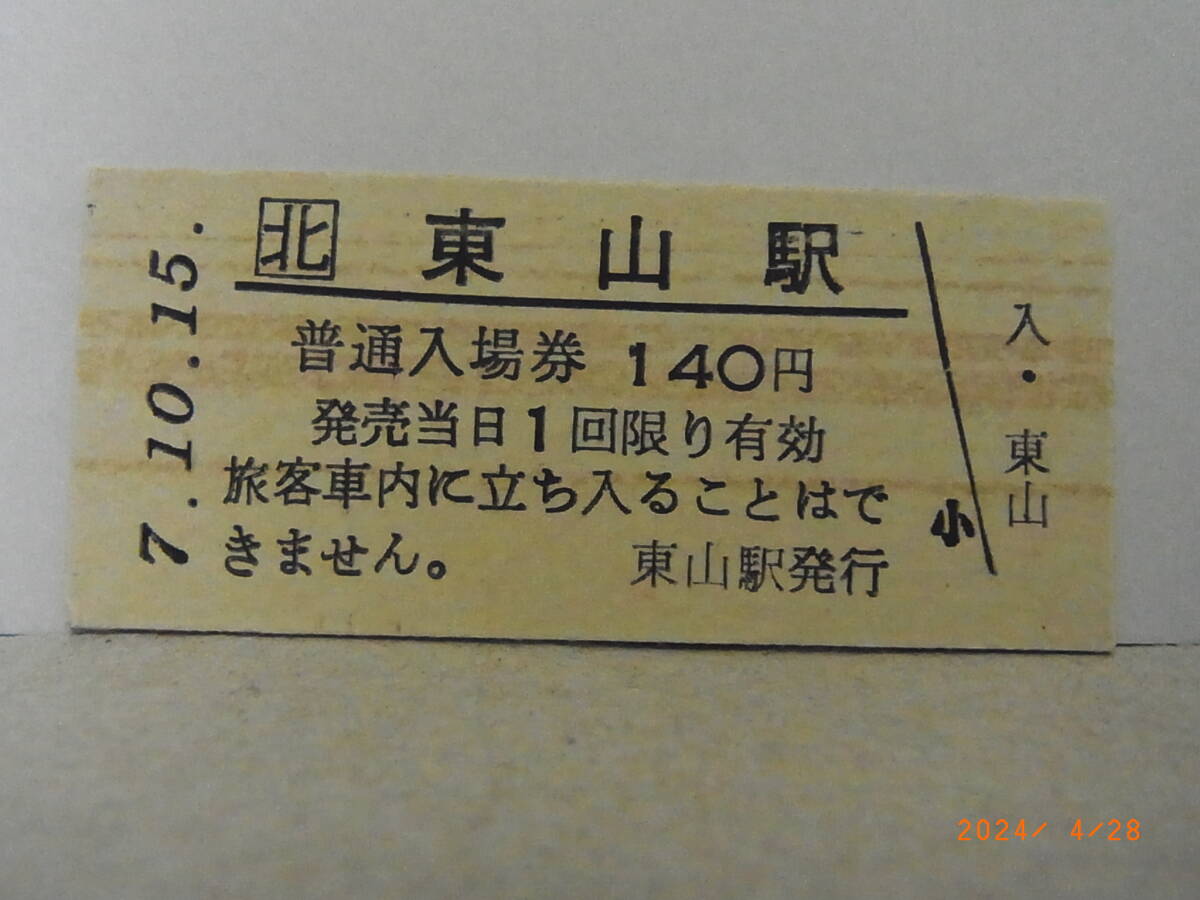 7.10.15.
北 東山駅
普通入場券 140円
発売当日1回限り有効
旅客車内に立ち入ることはで
きません。 東山駅発行
小
入・東山
2024/ 4/28